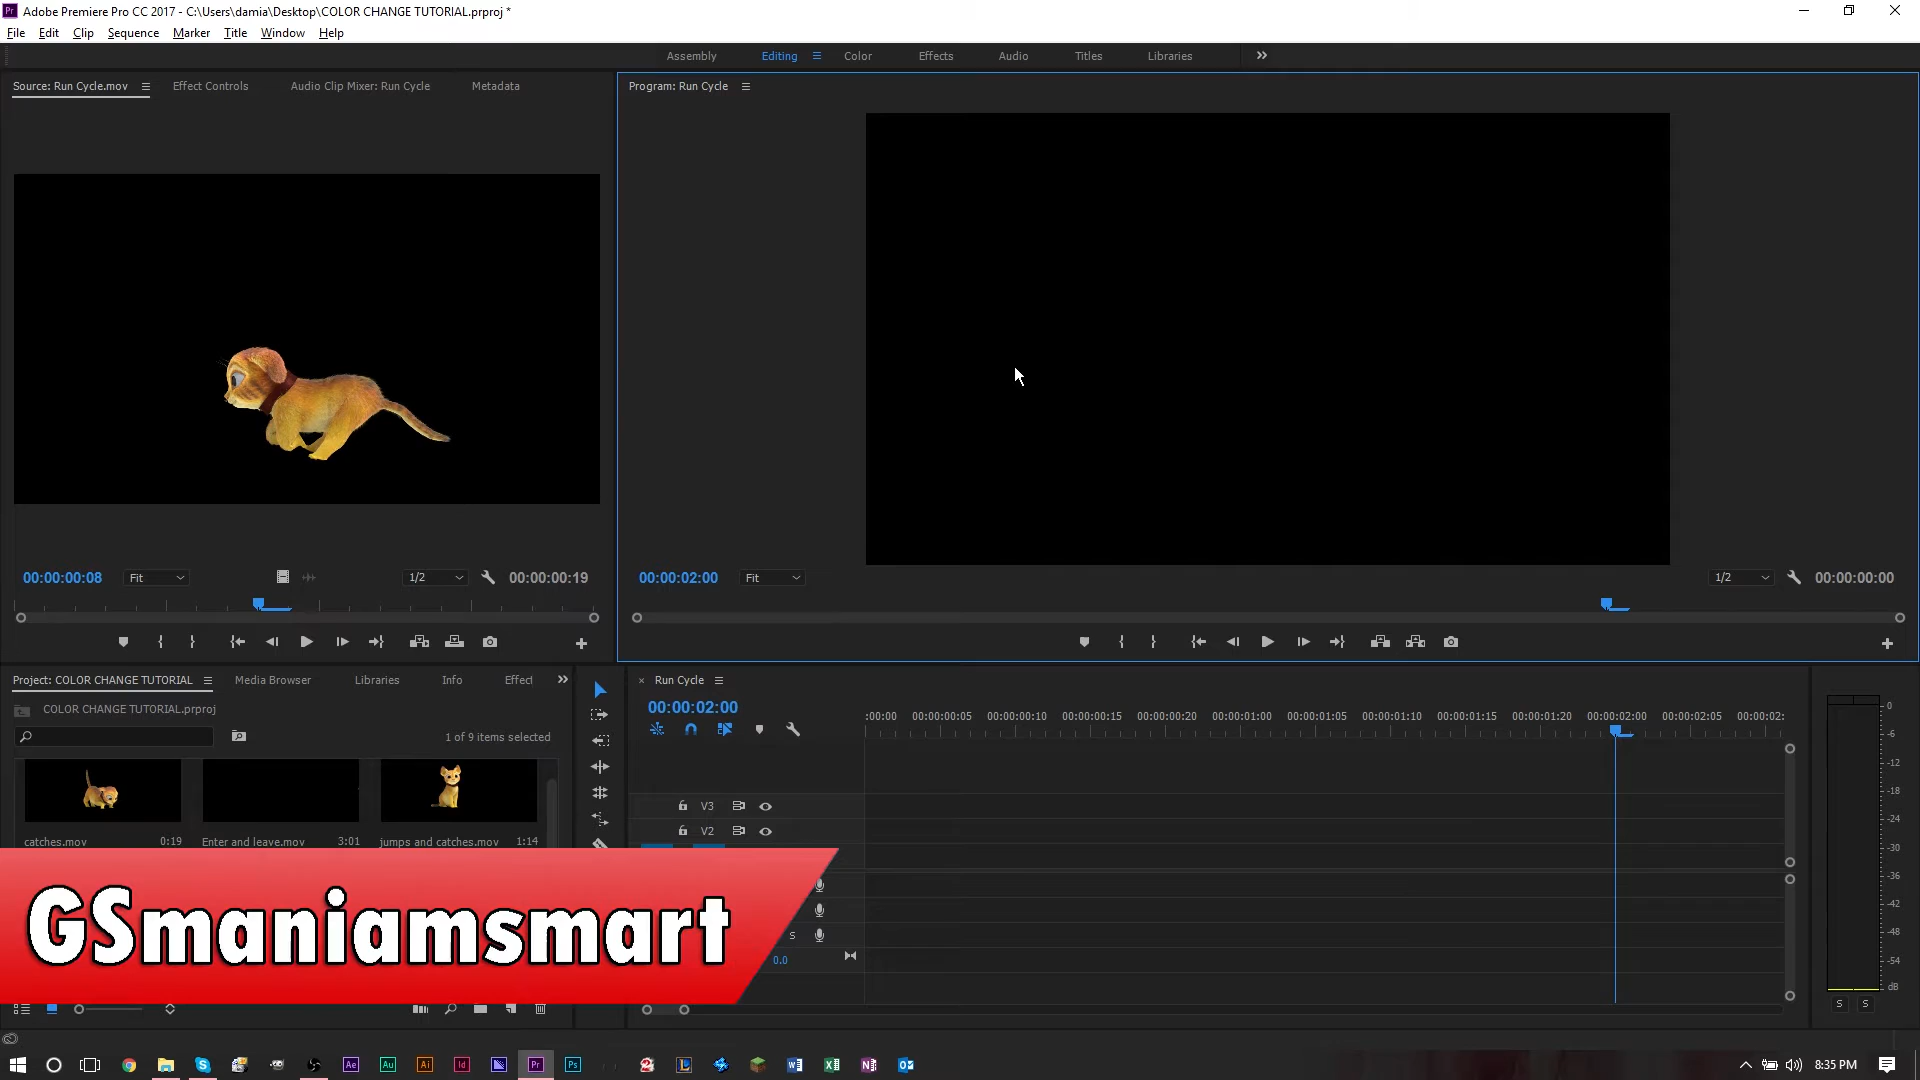 Pr Adobe Premiere Pro CC 2017 - C:\Users\damia\Desktop\COLOR CHANGE TUTORIAL.prproj *
File Edit Clip Sequence Marker Title Window Help
Assembly Editing Color Effects Audio Titles Libraries
Source: Run Cycle.mov Effect Controls Audio Clip Mixer: Run Cycle Metadata
Program: Run Cycle
00:00:00:08 Fit 1/2 00:00:00:19
00:00:02:00 Fit 1/2 00:00:00:00
Project: COLOR CHANGE TUTORIAL Media Browser Libraries Info Effect
COLOR CHANGE TUTORIAL.prproj
1 of 9 items selected
catches.mov 0:19 Enter and leave.mov 3:01 jumps and catches.mov 1:14
Run Cycle
00:00:02:00
:00:00 00:00:00:05 00:00:00:10 00:00:00:15 00:00:00:20 00:00:01:00 00:00:01:05 00:00:01:10 00:00:01:15 00:00:01:20 00:00:02:00 00:00:02:05 00:00:02:
V3
V2
S
0.0
0
-6
-12
-18
-24
-30
-36
-42
-48
-54
dB
S S
GSmaniamsmart
Ae Au Ai Id Pr Ps
8:35 PM